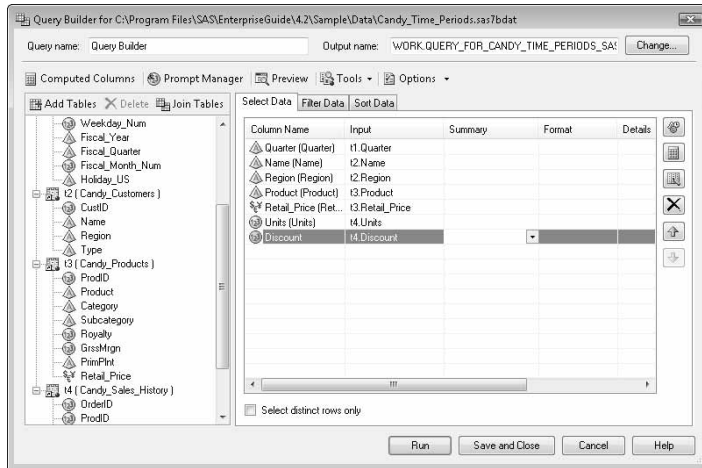 Query Builder for C:\Program Files\SAS\EnterpriseGuide\4.2\Sample\Data\Candy_Time_Periods.sas7bdat
Query name: Query Builder Output name: WORK.QUERY_FOR_CANDY_TIME_PERIODS_SA Change...
Computed Columns Prompt Manager Preview Tools Options
Add Tables Delete Join Tables
Weekday_Num
Fiscal_Year
Fiscal_Quarter
Fiscal_Month_Num
Holiday_US
t2 ( Candy_Customers )
CustID
Name
Region
Type
t3 ( Candy_Products )
ProdID
Product
Category
Subcategory
Royalty
GrssMrgn
PrimPlnt
Retail_Price
t4 ( Candy_Sales_History )
OrderID
ProdID
Select Data Filter Data Sort Data
Column Name Input Summary Format Details
Quarter (Quarter) t1.Quarter
Name (Name) t2.Name
Region (Region) t2.Region
Product (Product) t3.Product
Retail_Price (Ret... t3.Retail_Price
Units (Units) t4.Units
Discount t4.Discount
Select distinct rows only
Run Save and Close Cancel Help